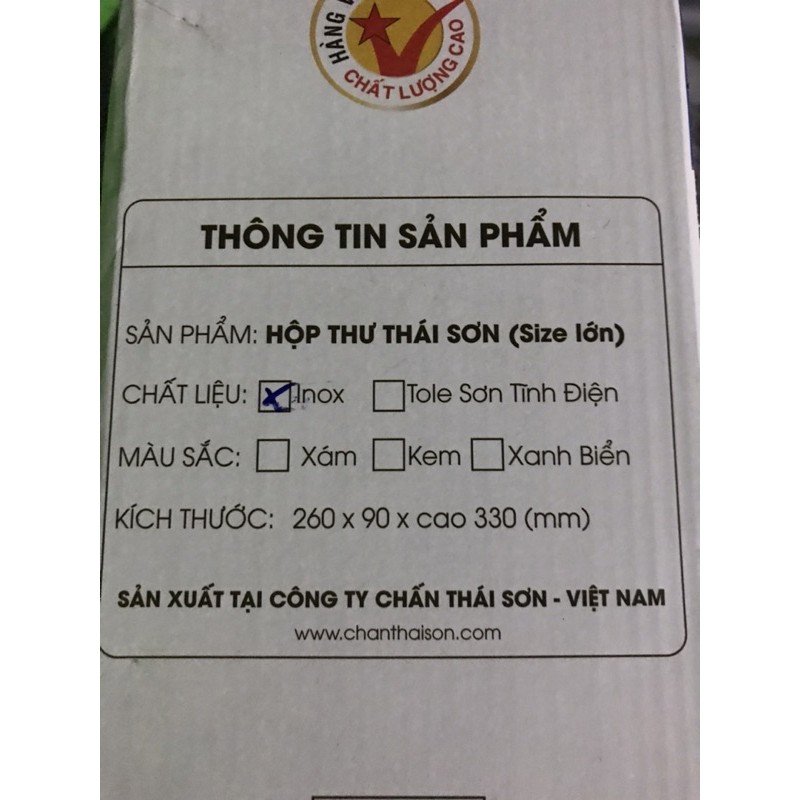 HÀNG
CHẤT LƯỢNG CAO
THÔNG TIN SẢN PHẨM
SẢN PHẨM: HỘP THƯ THÁI SƠN (Size lớn)
CHẤT LIỆU: Inox Tole Sơn Tĩnh Điện
MÀU SẮC: Xám Kem Xanh Biển
KÍCH THƯỚC: 260 x 90 x cao 330 (mm)
SẢN XUẤT TẠI CÔNG TY CHẤN THÁI SƠN - VIỆT NAM
www.chanthaison.com